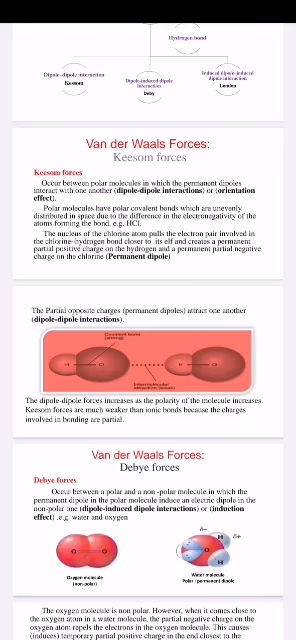 Hydrogen bond
Dipole-dipole interaction
Keesom
Dipole-induced dipole
interaction
Deby
Induced dipole-induced
dipole interaction
London
Van der Waals Forces:
Keesom forces
Keesom forces
Occur between polar molecules in which the permanent dipoles
interact with one another (dipole-dipole interactions) or (orientation
effect).
Polar molecules have polar covalent bonds which are unevenly
distributed in space due to the difference in the electronagativity of the
atoms forming the bond. e.g. HCl.
The nucleus of the chlorine atom pulls the electron pair involved in
the chlorine–hydrogen bond closer to its elf and creates a permanent
partial positive charge on the hydrogen and a permanent partial negative
charge on the chlorine (Permanent dipole)
The Partial opposite charges (permanent dipoles) attract one another
(dipole-dipole interactions).
Covalent bond
(strong)
H
Cl
H
Cl
Intermolecular
attraction (weak)
The dipole-dipole forces increases as the polarity of the molecule increases.
Keesom forces are much weaker than ionic bonds because the charges
involved in bonding are partial.
Van der Waals Forces:
Debye forces
Debye forces
Occur between a polar and a non -polar molecule in which the
permanent dipole in the polar molecule induce an electric dipole in the
non-polar one (dipole-induced dipole interactions) or (induction
effect) .e.g. water and oxygen
O
O
δ-
H
δ+
O
H
Oxygen molecule
(non-polar)
Water molecule
Polar : permanent dipole
The oxygen molecule is non polar. However, when it comes close to
the oxygen atom in a water molecule, the partial negative charge on the
oxygen atom repels the electrons in the oxygen molecule. This causes
(induces) temporary partial positive charge in the end closest to the